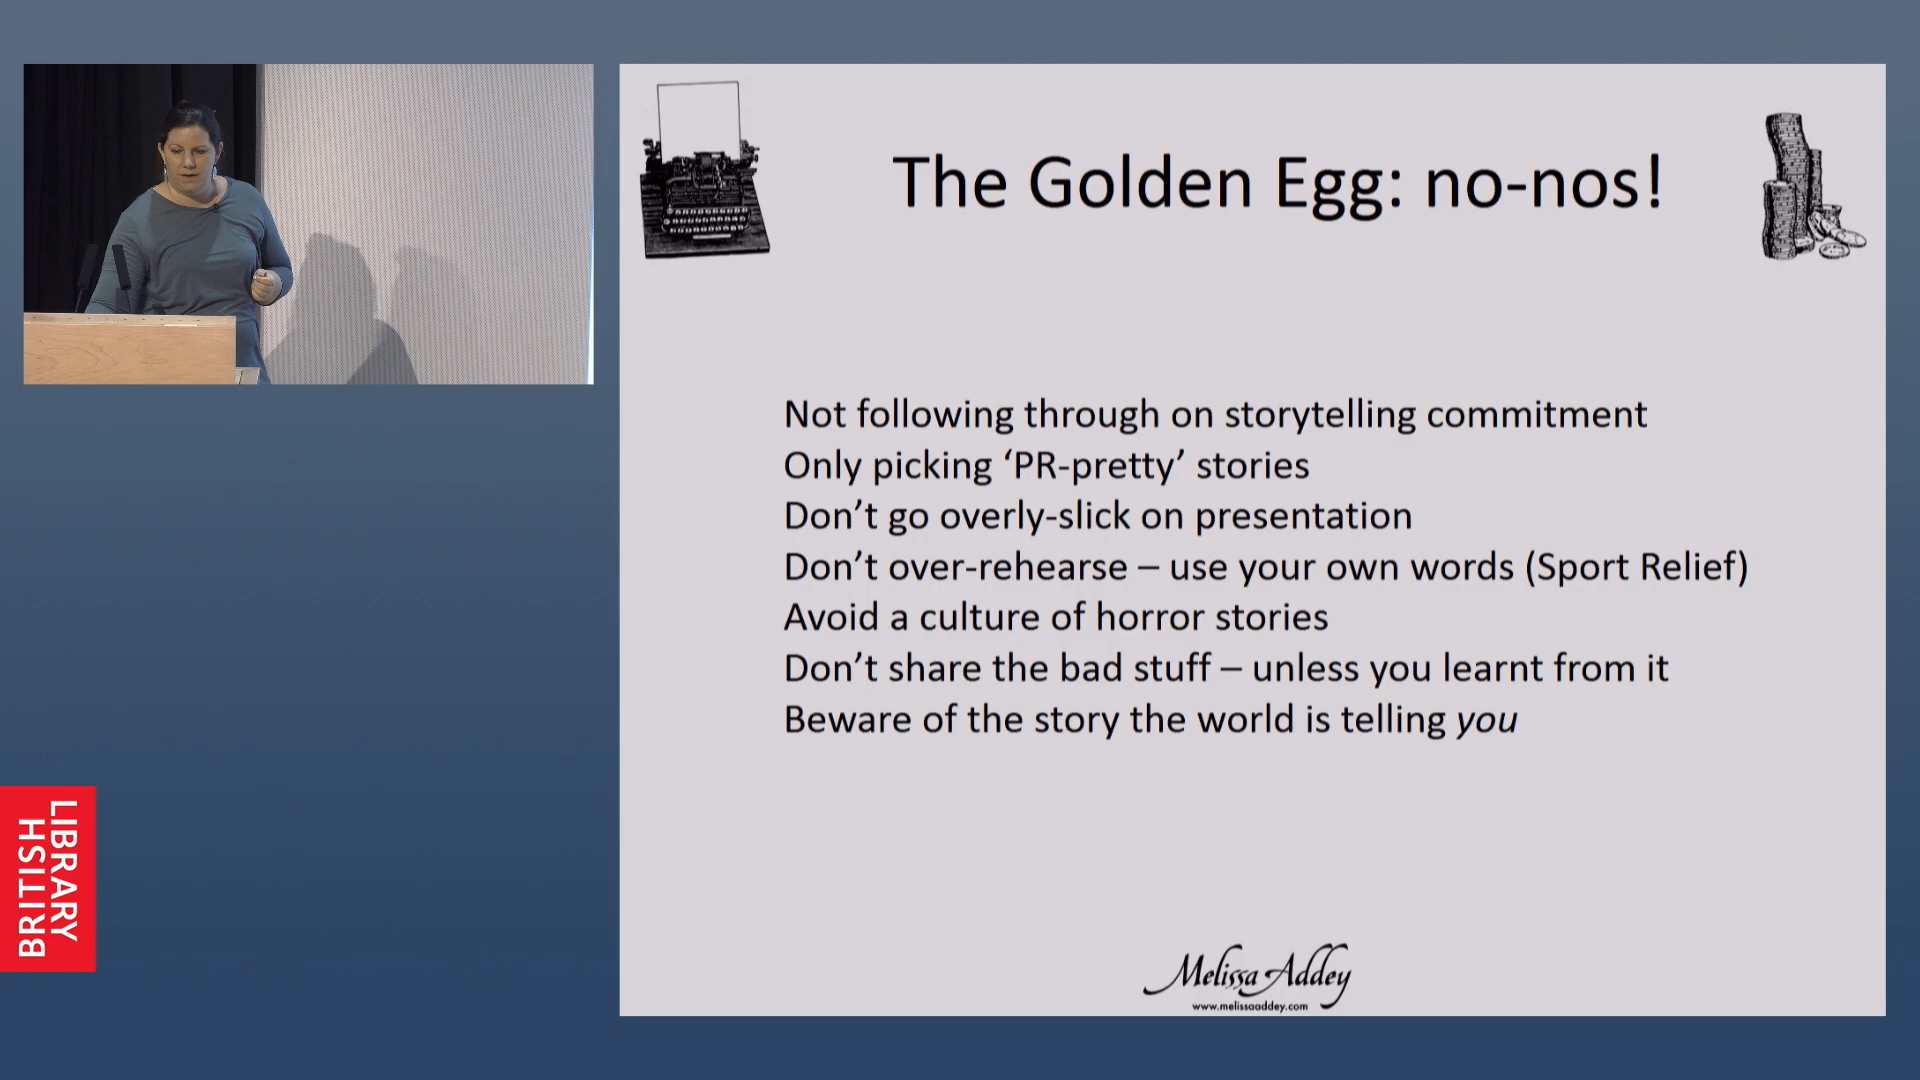 The Golden Egg: no-nos!
Not following through on storytelling commitment
Only picking ‘PR-pretty’ stories
Don’t go overly-slick on presentation
Don’t over-rehearse – use your own words (Sport Relief)
Avoid a culture of horror stories
Don’t share the bad stuff – unless you learnt from it
Beware of the story the world is telling you
Melissa Addey
www.melissaaddey.com
BRITISH
LIBRARY